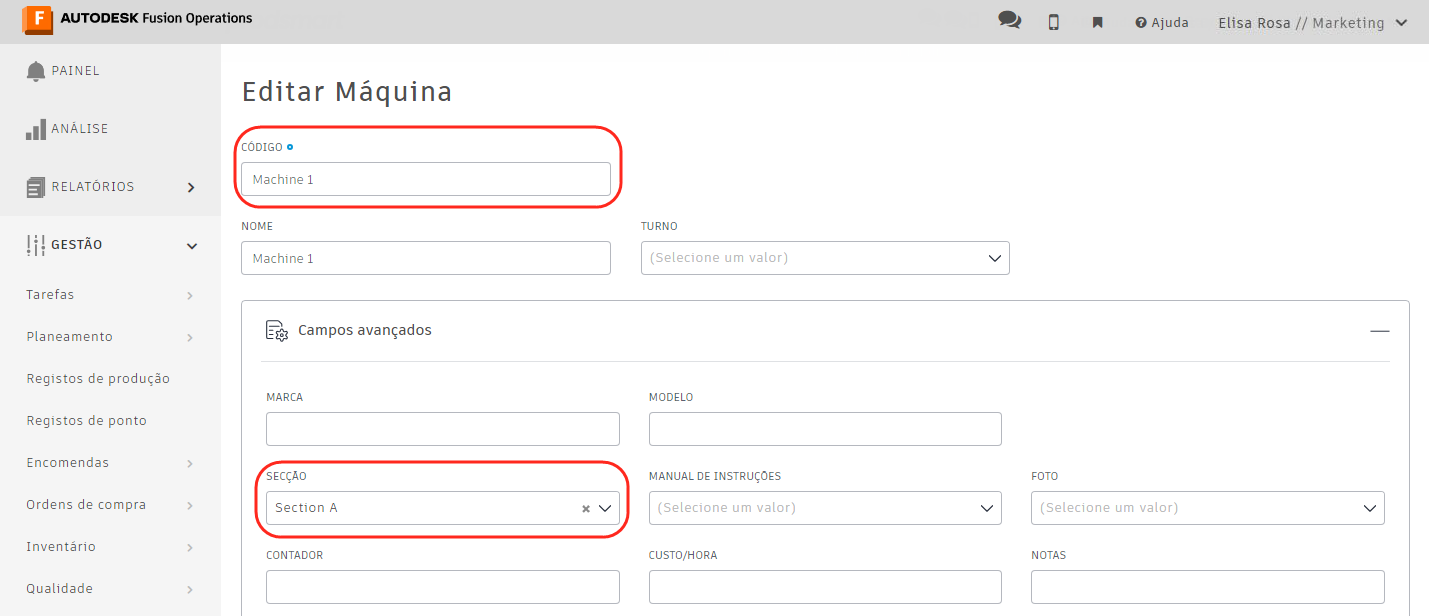 F AUTODESK Fusion Operations
Ajuda
Elisa Rosa // Marketing
PAINEL
ANÁLISE
RELATÓRIOS
GESTÃO
Tarefas
Planeamento
Registos de produção
Registos de ponto
Encomendas
Ordens de compra
Inventário
Qualidade
Editar Máquina
CÓDIGO
Machine 1
NOME
Machine 1
TURNO
(Selecione um valor)
Campos avançados
MARCA
MODELO
SECÇÃO
Section A
MANUAL DE INSTRUÇÕES
(Selecione um valor)
FOTO
(Selecione um valor)
CONTADOR
CUSTO/HORA
NOTAS